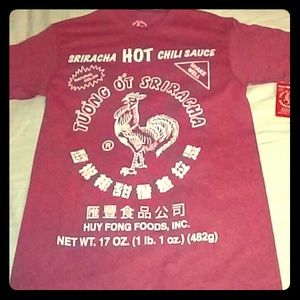 SRIRACHA HOT CHILI SAUCE
TƯƠNG ỚT SRIRACHA
®
匯豐食品公司
HUY FONG FOODS, INC.
NET WT. 17 OZ. (1 lb. 1 oz.) (482g)